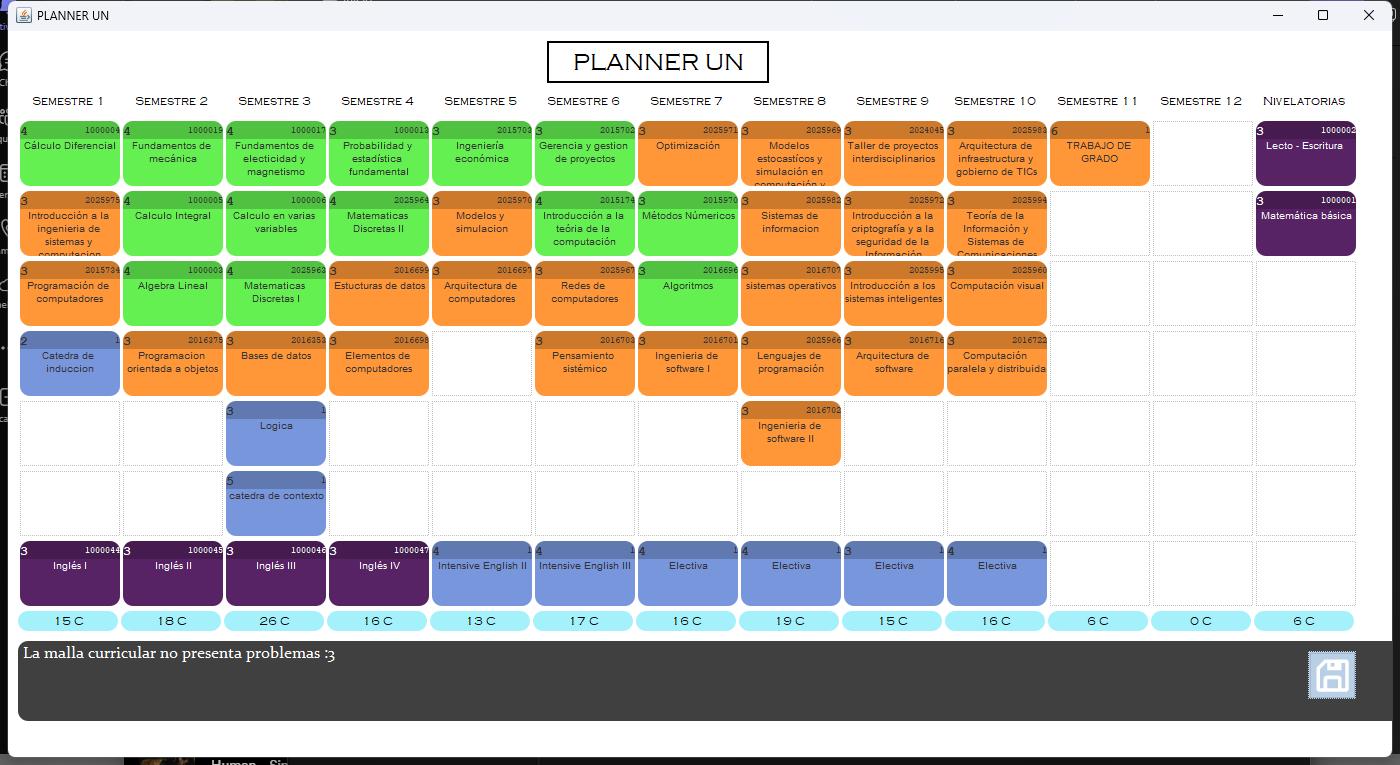 PLANNER UN
PLANNER UN
SEMESTRE 1 SEMESTRE 2 SEMESTRE 3 SEMESTRE 4 SEMESTRE 5 SEMESTRE 6 SEMESTRE 7 SEMESTRE 8 SEMESTRE 9 SEMESTRE 10 SEMESTRE 11 SEMESTRE 12 NIVELATORIAS
4 1000004
Cálculo Diferencial
4 1000019
Fundamentos de
mecánica
4 1000017
Fundamentos de
electicidad y
magnetismo
3 1000013
Probabilidad y
estadística
fundamental
3 2015703
Ingeniería
económica
3 2015702
Gerencia y gestion
de proyectos
3 2025971
Optimización
3 2025969
Modelos
estocastícos y
simulación en
computación y
3 2024045
Taller de proyectos
interdisciplinarios
3 2025983
Arquitectura de
infraestructura y
gobierno de TICs
6 1
TRABAJO DE
GRADO
3 1000002
Lecto - Escritura
3 2025975
Introducción a la
ingenieria de
sistemas y
computacion
4 1000005
Calculo Integral
4 1000006
Calculo en varias
variables
4 2025964
Matematicas
Discretas II
3 2025970
Modelos y
simulacion
4 2015174
Introducción a la
teória de la
computación
3 2015970
Métodos Númericos
3 2025982
Sistemas de
informacion
3 2025972
Introducción a la
criptografía y a la
seguridad de la
Información
3 2025994
Teoría de la
Información y
Sistemas de
Comunicaciones
3 1000001
Matemática básica
3 2015734
Programación de
computadores
4 1000003
Algebra Lineal
4 2025963
Matematicas
Discretas I
3 2016699
Estucturas de datos
3 2016697
Arquitectura de
computadores
3 2025967
Redes de
computadores
3 2016696
Algoritmos
3 2016707
sistemas operativos
3 2025995
Introducción a los
sistemas inteligentes
3 2025960
Computación visual
2 1
Catedra de
induccion
3 2016375
Programacion
orientada a objetos
3 2016353
Bases de datos
3 2016698
Elementos de
computadores
3 2016703
Pensamiento
sistémico
3 2016701
Ingenieria de
software I
3 2025966
Lenguajes de
programación
3 2016716
Arquitectura de
software
3 2016722
Computación
paralela y distribuida
3 1
Logica
3 2016702
Ingenieria de
software II
5 1
catedra de contexto
3 1000044
Inglés I
3 1000045
Inglés II
3 1000046
Inglés III
3 1000047
Inglés IV
4 1
Intensive English II
4 1
Intensive English III
4 1
Electiva
4 1
Electiva
3 1
Electiva
4 1
Electiva
15 C 18 C 26 C 16 C 13 C 17 C 16 C 19 C 15 C 16 C 6 C 0 C 6 C
La malla curricular no presenta problemas :3